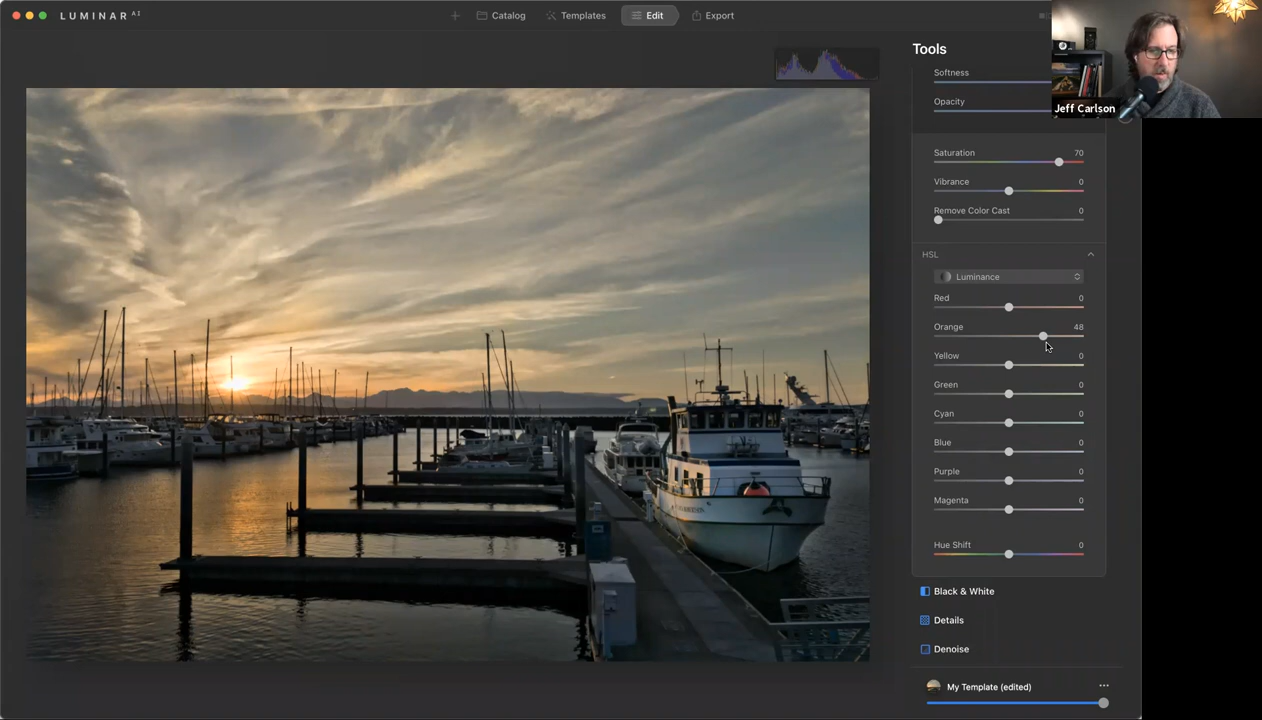 LUMINAR AI
Catalog
Templates
Edit
Export
Tools
Softness
Opacity
Jeff Carlson
Saturation 70
Vibrance 0
Remove Color Cast 0
HSL
Luminance
Red 0
Orange 48
Yellow 0
Green 0
Cyan 0
Blue 0
Purple 0
Magenta 0
Hue Shift 0
Black & White
Details
Denoise
My Template (edited)